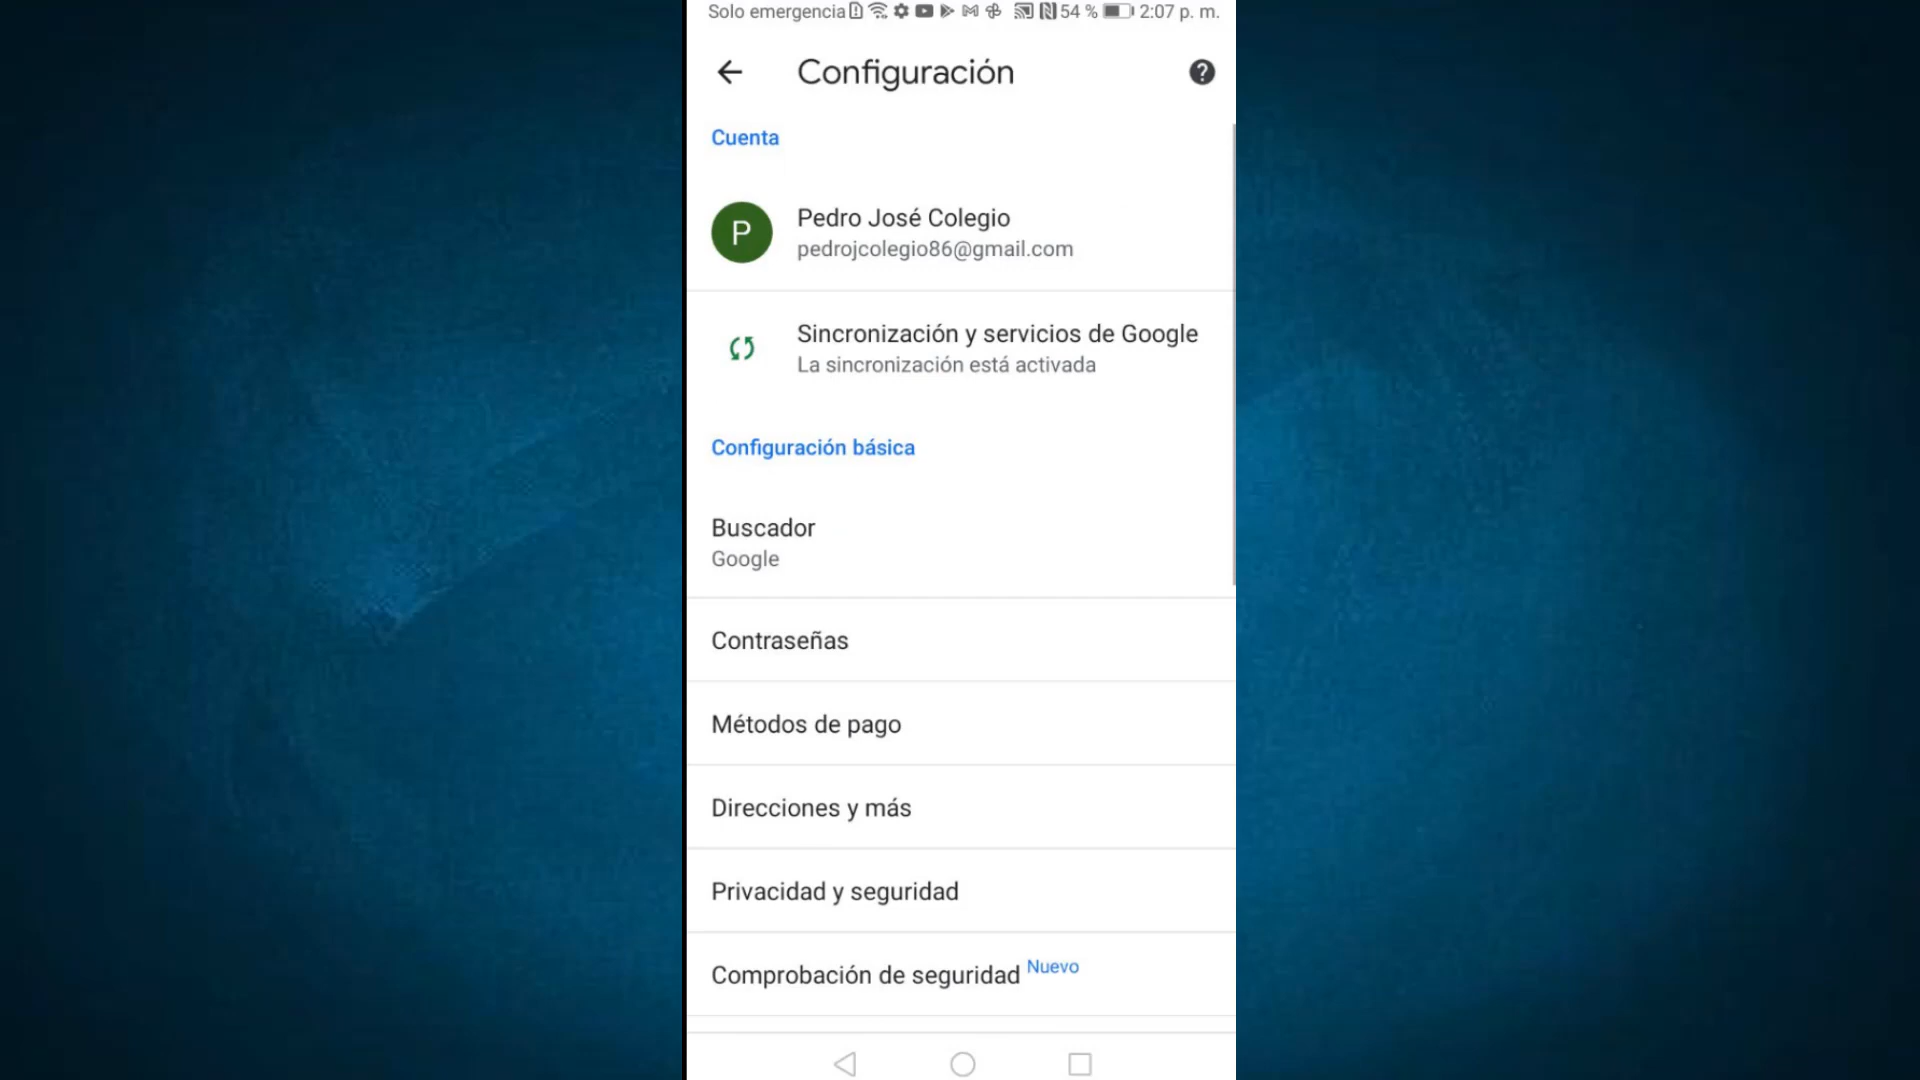 Solo emergencia 54 % 2:07 p. m.
Configuración
Cuenta
P
Pedro José Colegio
pedrojcolegio86@gmail.com
Sincronización y servicios de Google
La sincronización está activada
Configuración básica
Buscador
Google
Contraseñas
Métodos de pago
Direcciones y más
Privacidad y seguridad
Comprobación de seguridad Nuevo